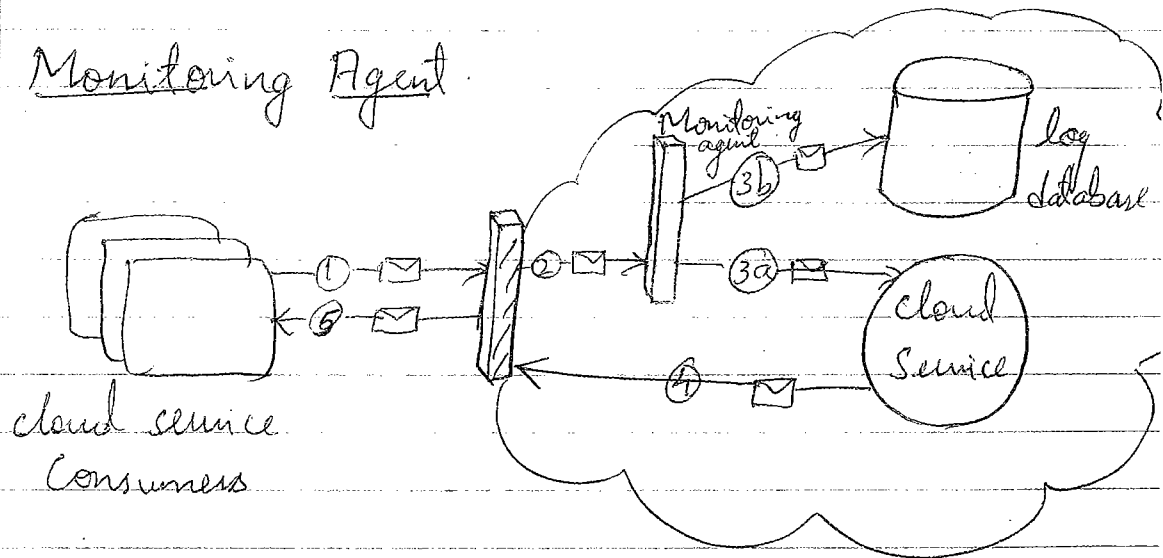 Monitoring Agent
Monitoring
agent
3b
log
database
1
2
3a
5
cloud
Service
4
cloud service
Consumers